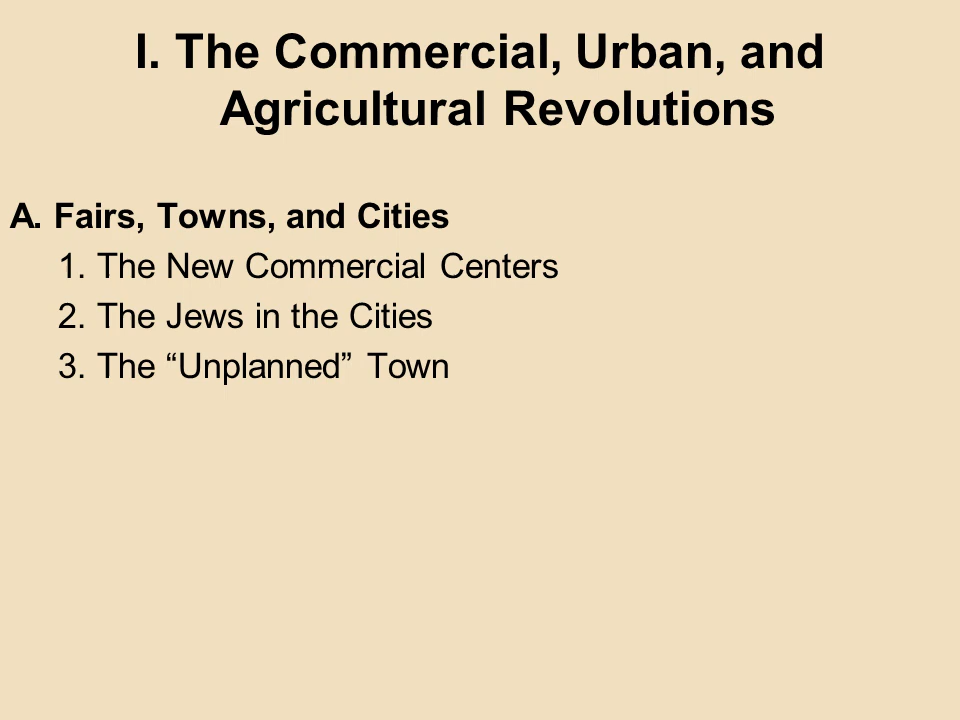 I. The Commercial, Urban, and
Agricultural Revolutions
A. Fairs, Towns, and Cities
1. The New Commercial Centers
2. The Jews in the Cities
3. The “Unplanned” Town